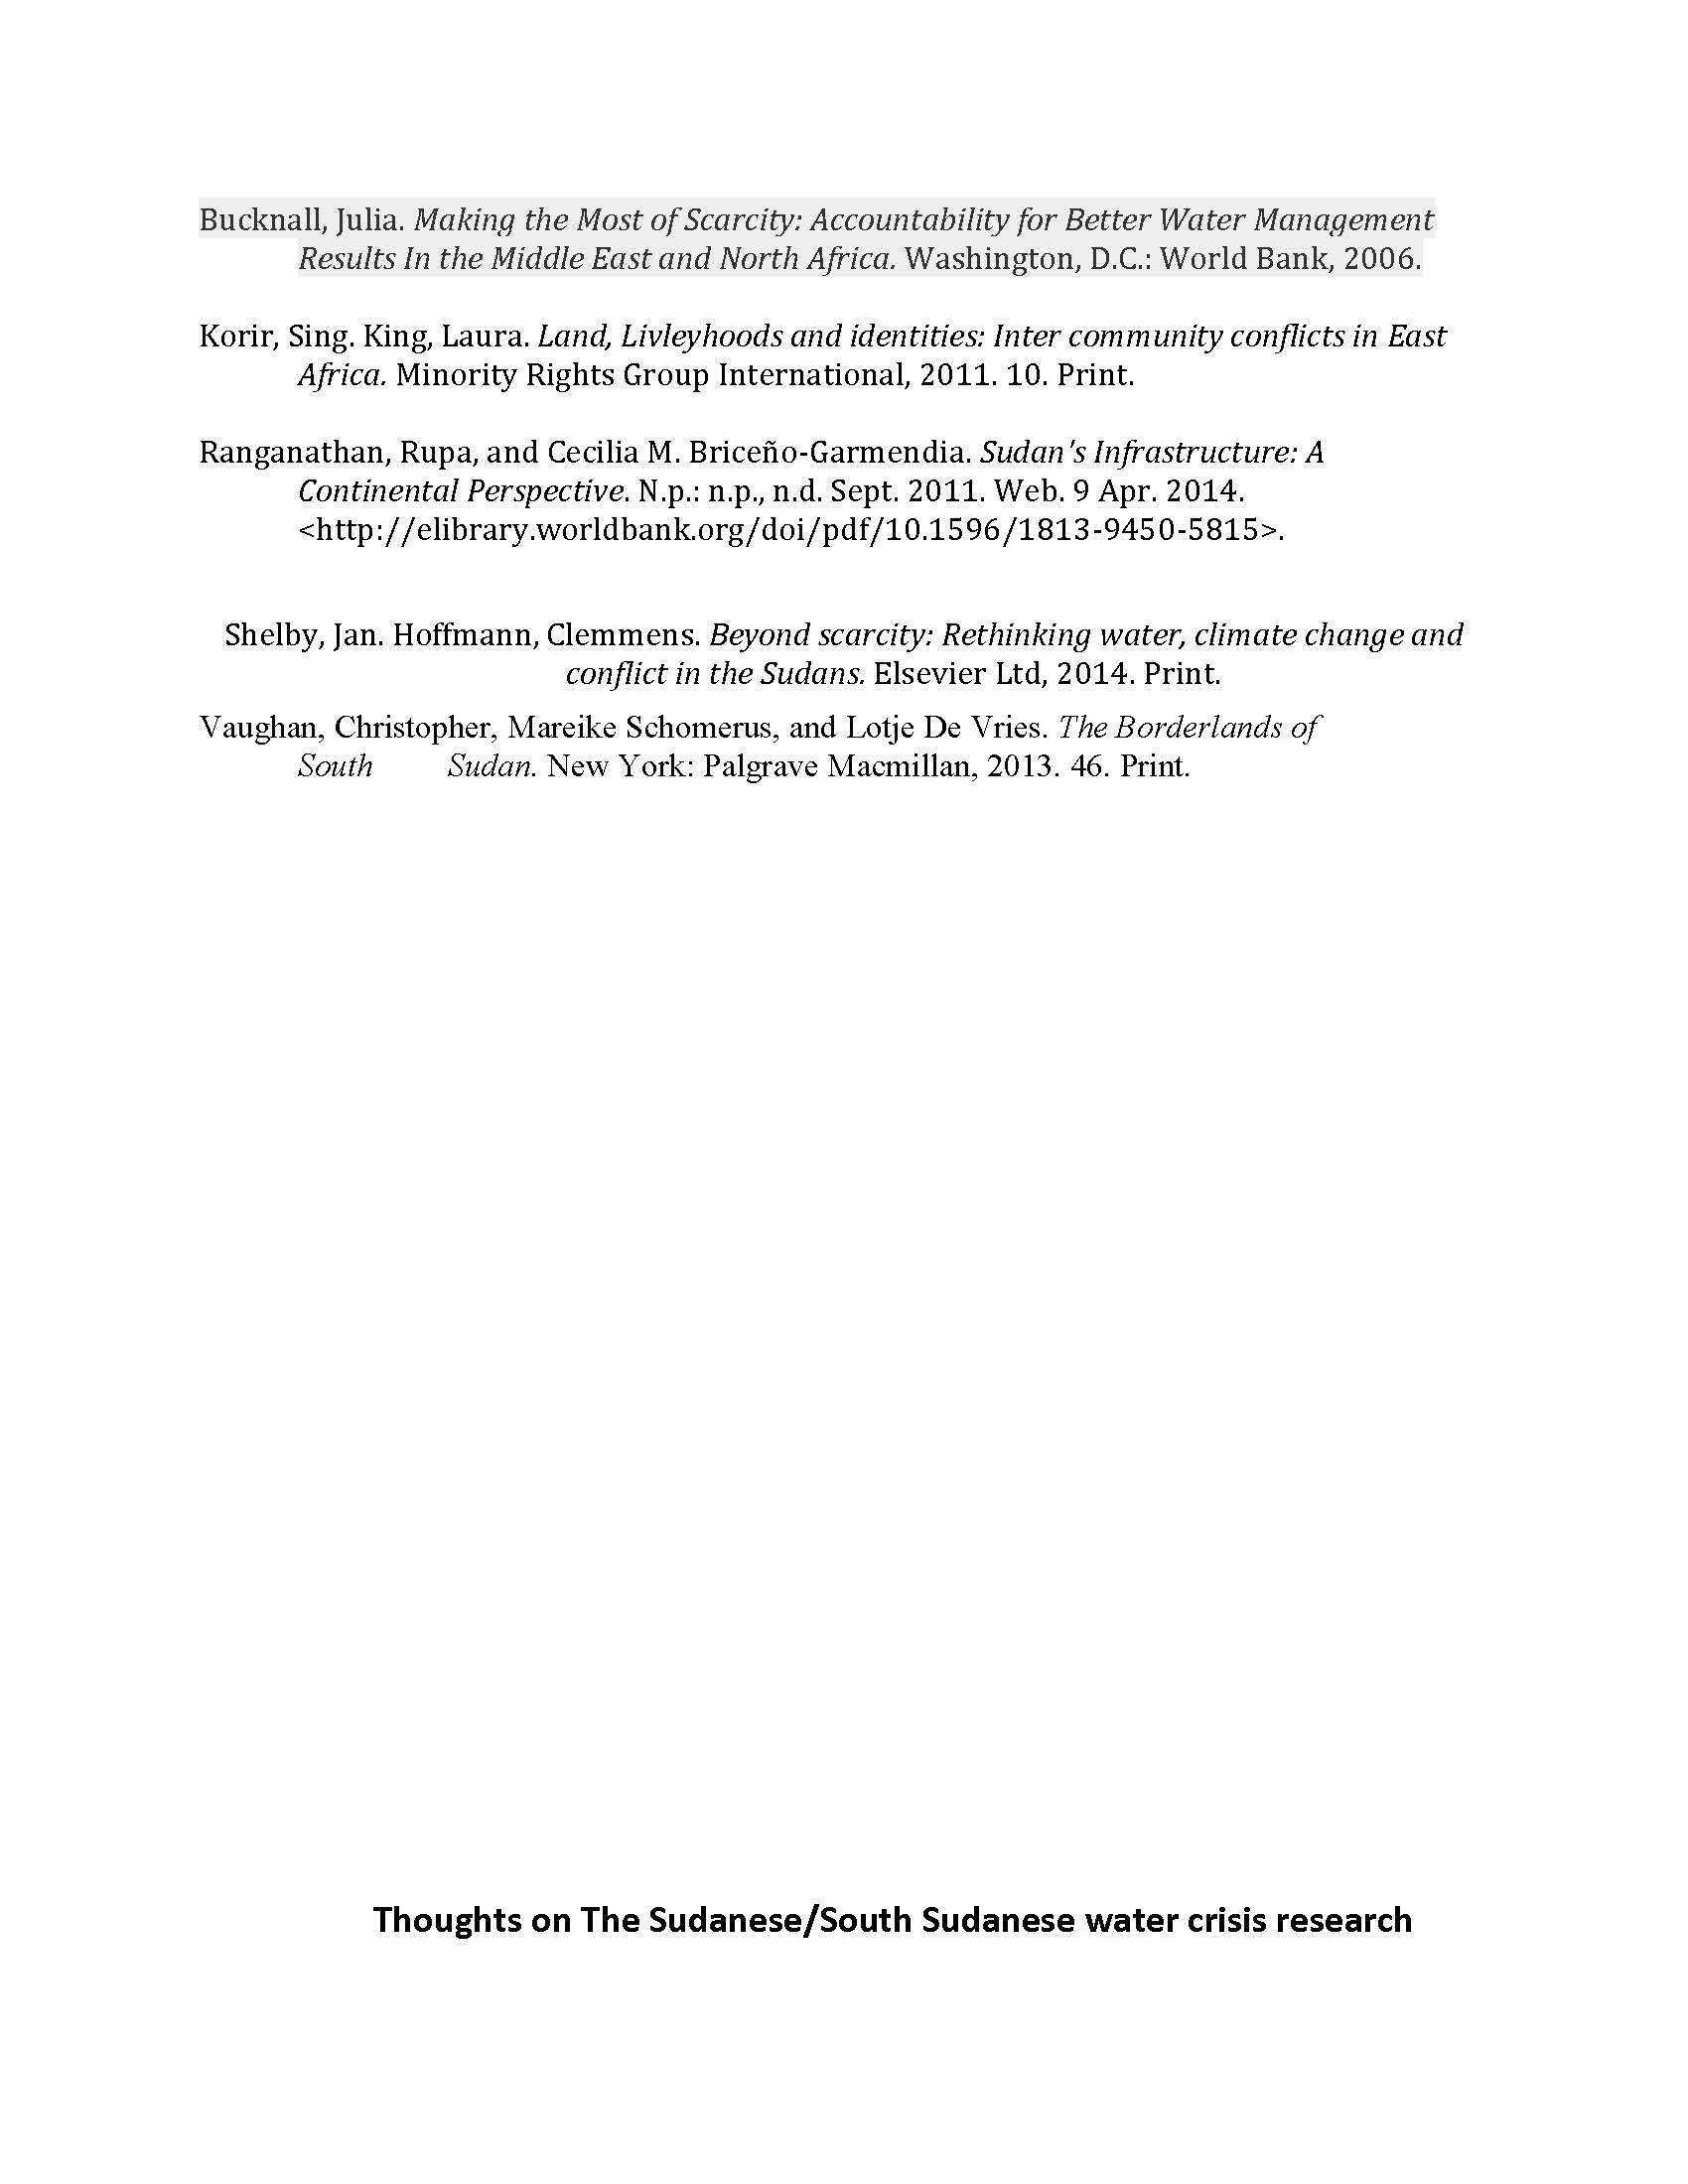 Bucknall, Julia. Making the Most of Scarcity: Accountability for Better Water Management
Results In the Middle East and North Africa. Washington, D.C.: World Bank, 2006.
Korir, Sing. King, Laura. Land, Livleyhoods and identities: Inter community conflicts in East
Africa. Minority Rights Group International, 2011. 10. Print.
Ranganathan, Rupa, and Cecilia M. Briceño-Garmendia. Sudan's Infrastructure: A
Continental Perspective. N.p.: n.p., n.d. Sept. 2011. Web. 9 Apr. 2014.
<http://elibrary.worldbank.org/doi/pdf/10.1596/1813-9450-5815>.
Shelby, Jan. Hoffmann, Clemmens. Beyond scarcity: Rethinking water, climate change and
conflict in the Sudans. Elsevier Ltd, 2014. Print.
Vaughan, Christopher, Mareike Schomerus, and Lotje De Vries. The Borderlands of
South Sudan. New York: Palgrave Macmillan, 2013. 46. Print.
Thoughts on The Sudanese/South Sudanese water crisis research